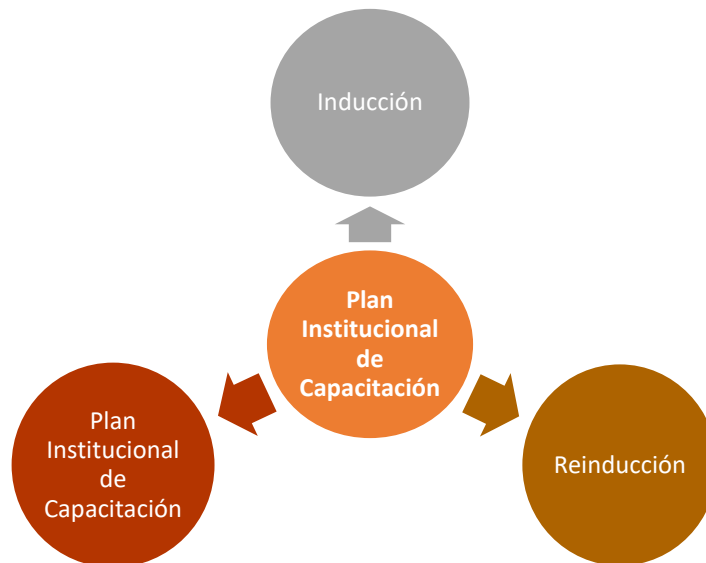 Inducción
Plan
Institucional
de
Capacitación
Plan
Institucional
de
Capacitación
Reinducción